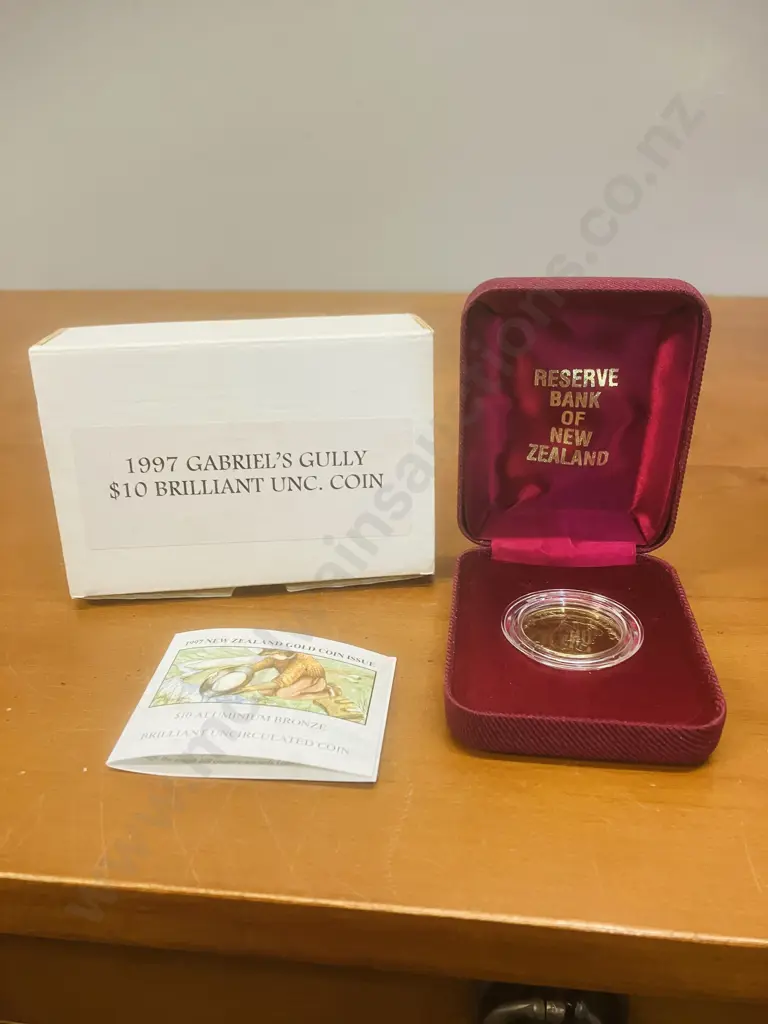 1997 GABRIEL'S GULLY
$10 BRILLIANT UNC. COIN
RESERVE
BANK
OF
NEW
ZEALAND
1997 NEW ZEALAND GOLD COIN ISSUE
$10 ALUMINIUM BRONZE
BRILLIANT UNCIRCULATED COIN